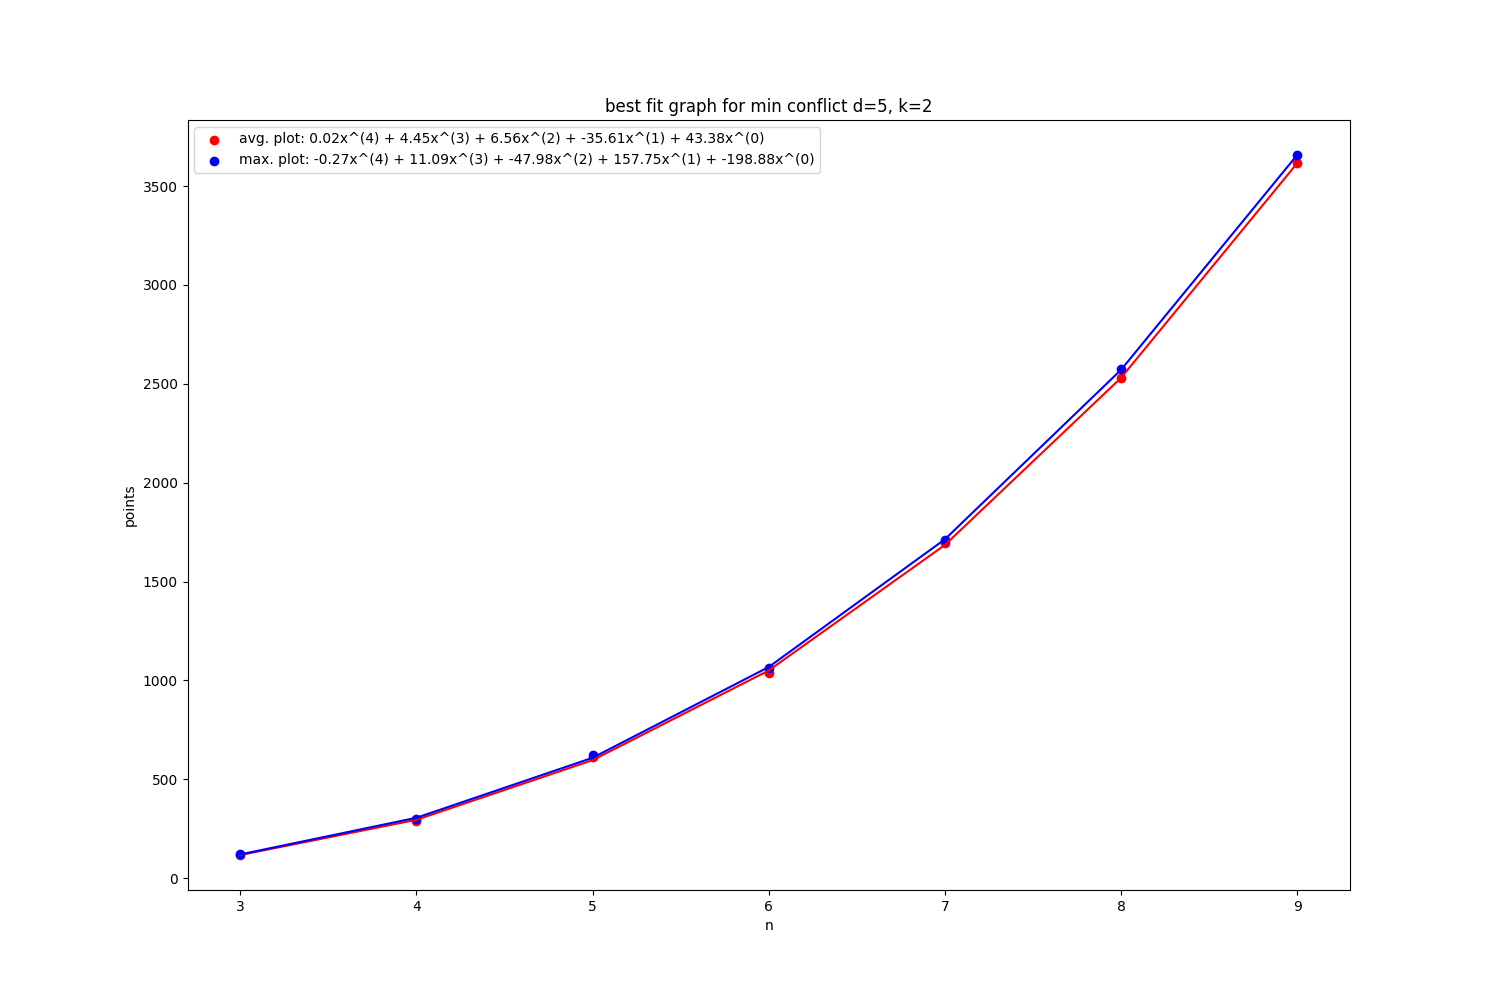 best fit graph for min conflict d=5, k=2
avg. plot: 0.02x^(4) + 4.45x^(3) + 6.56x^(2) + -35.61x^(1) + 43.38x^(0)
max. plot: -0.27x^(4) + 11.09x^(3) + -47.98x^(2) + 157.75x^(1) + -198.88x^(0)
3500
3000
2500
2000
1500
1000
500
0
points
3 4 5 6 7 8 9
n